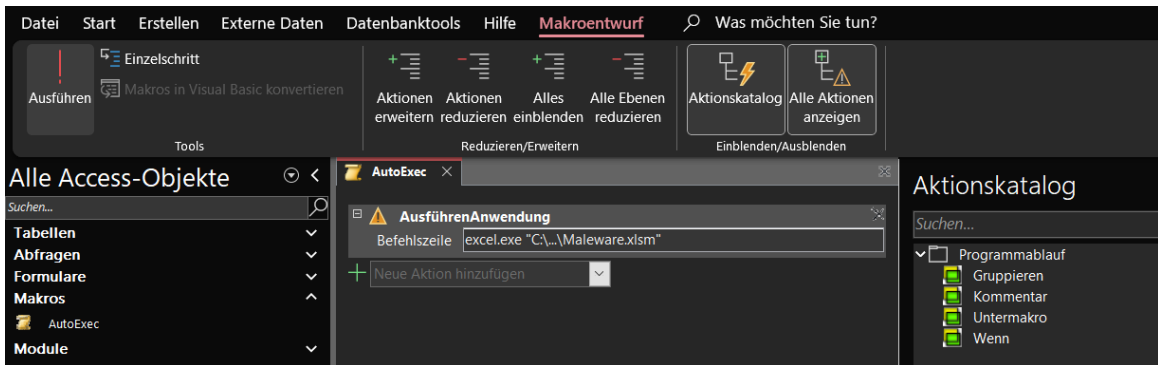 Datei Start Erstellen Externe Daten Datenbanktools Hilfe Makroentwurf Was möchten Sie tun?
Ausführen
Einzelschritt
Makros in Visual Basic konvertieren
Tools
Aktionen erweitern
Aktionen reduzieren
Alles einblenden
Alle Ebenen reduzieren
Reduzieren/Erweitern
Aktionskatalog
Alle Aktionen anzeigen
Einblenden/Ausblenden
Alle Access-Objekte
Suchen...
Tabellen
Abfragen
Formulare
Makros
AutoExec
Module
AutoExec
AusführenAnwendung
Befehlszeile excel.exe "C:\...\Maleware.xlsm"
Neue Aktion hinzufügen
Aktionskatalog
Suchen...
Programmablauf
Gruppieren
Kommentar
Untermakro
Wenn